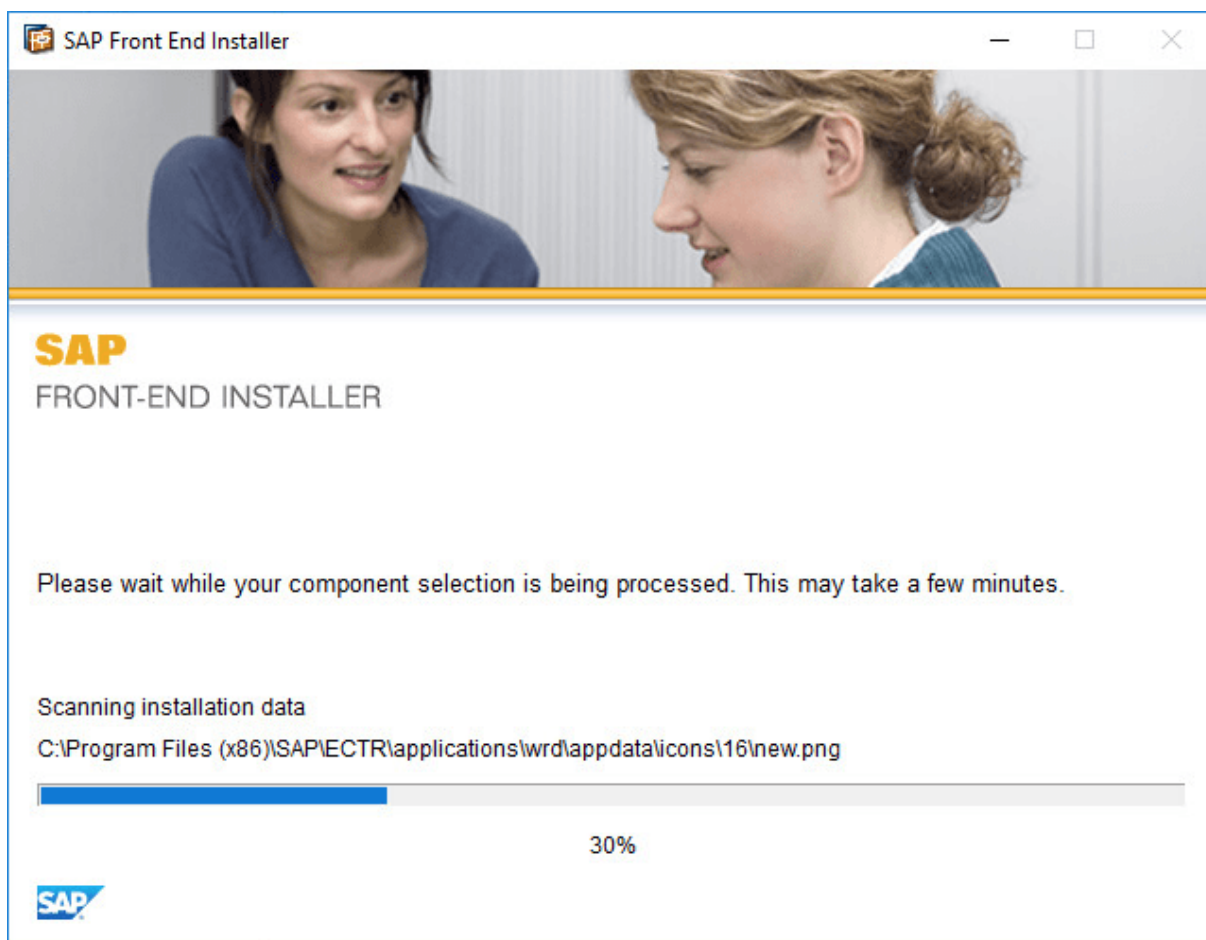 SAP Front End Installer
SAP
FRONT-END INSTALLER
Please wait while your component selection is being processed. This may take a few minutes.
Scanning installation data
C:\Program Files (x86)\SAP\ECTR\applications\wrd\appdata\icons\16\new.png
30%
SAP